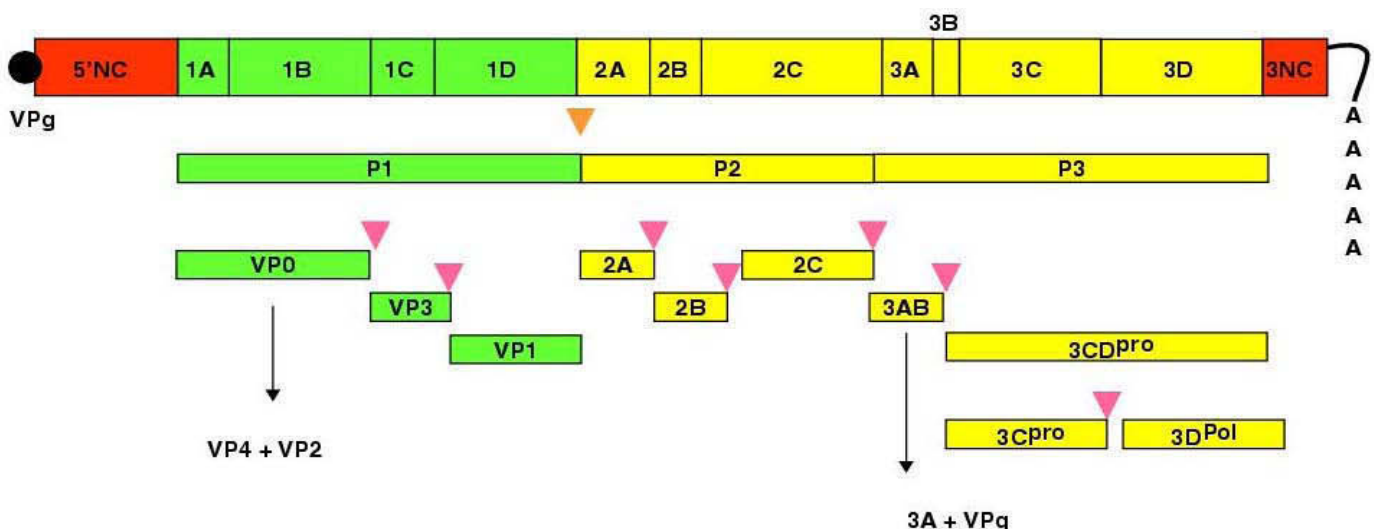 3B
5'NC 1A 1B 1C 1D 2A 2B 2C 3A 3C 3D 3NC
VPg
A
A
A
A
A
P1 P2 P3
VP0 2A 2C
VP3 2B 3AB
VP1 3CDpro
3Cpro 3DPol
VP4 + VP2
3A + VPg